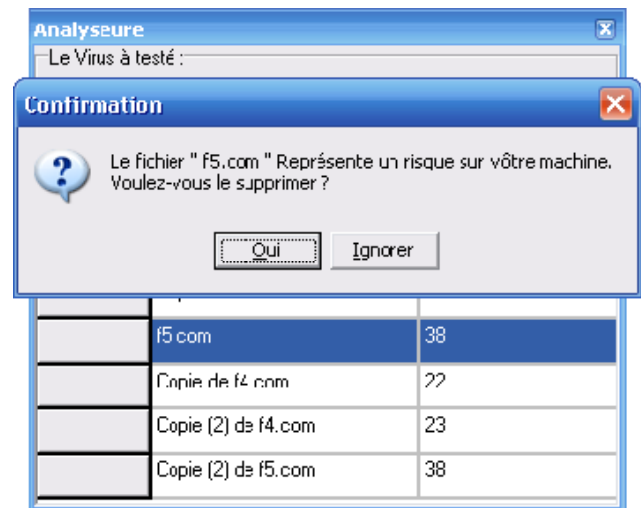 Analyseure
Le Virus à testé :
Confirmation
Le fichier " f5.com " Représente un risque sur vôtre machine.
Voulez-vous le supprimer ?
Oui
Ignorer
f5.com 38
Copie de f4.com 22
Copie (2) de f4.com 23
Copie (2) de f5.com 38